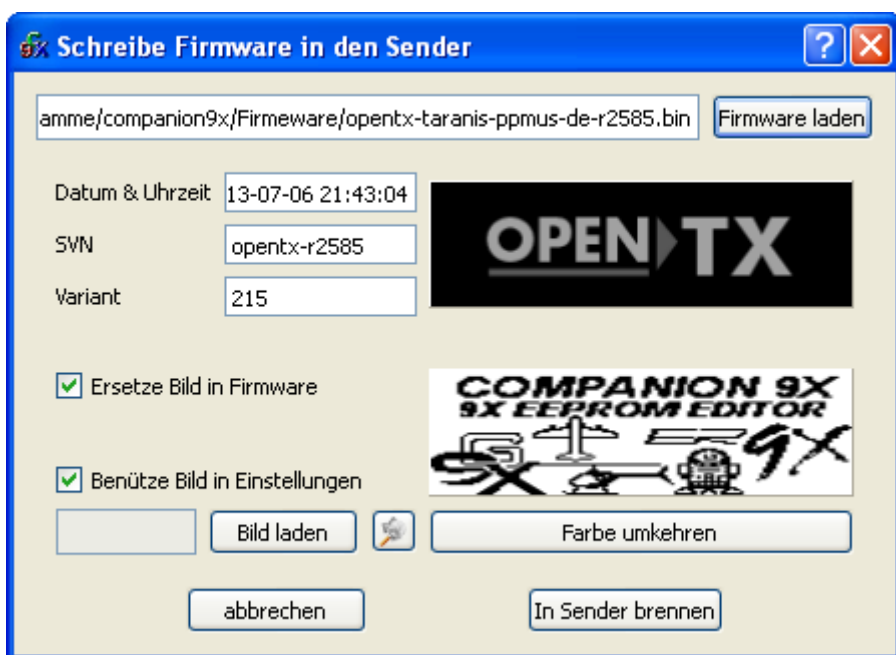 9x Schreibe Firmware in den Sender
?
amme/companion9x/Firmeware/opentx-taranis-ppmus-de-r2585.bin Firmware laden
Datum & Uhrzeit 13-07-06 21:43:04
SVN opentx-r2585
Variant 215
OPEN TX
Ersetze Bild in Firmware
COMPANION 9X
9X EEPROM EDITOR
9X 9X
Benütze Bild in Einstellungen
Bild laden Farbe umkehren
abbrechen In Sender brennen